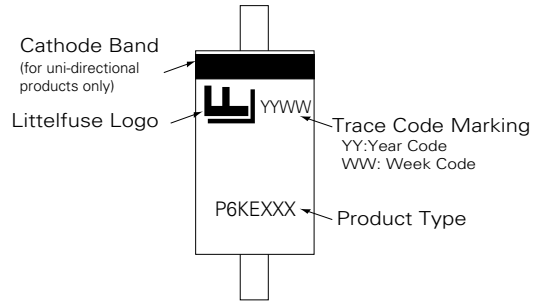 Cathode Band
(for uni-directional
products only)
Littelfuse Logo
YYWW
Trace Code Marking
YY:Year Code
WW: Week Code
P6KEXXX
Product Type